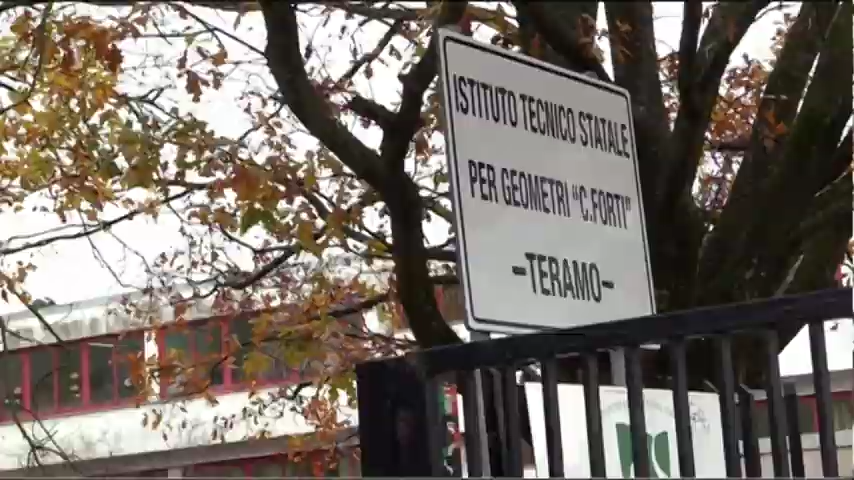 ISTITUTO TECNICO STATALE
PER GEOMETRI "C.FORTI"
-TERAMO-